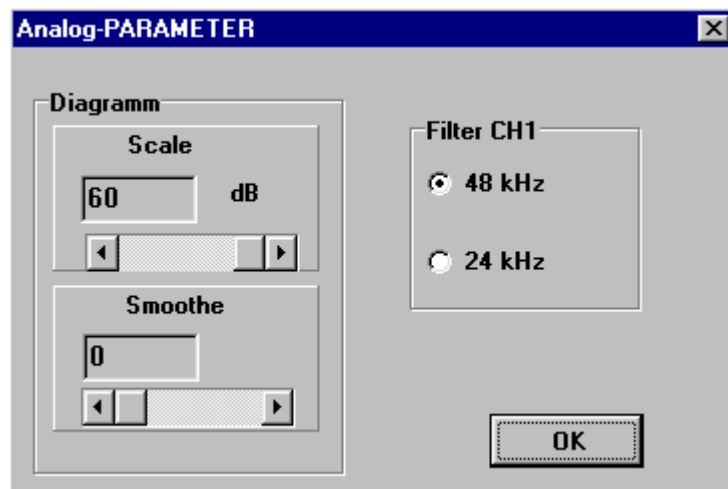 Analog-PARAMETER
Diagramm
Scale
60 dB
Smoothe
0
Filter CH1
48 kHz
24 kHz
OK